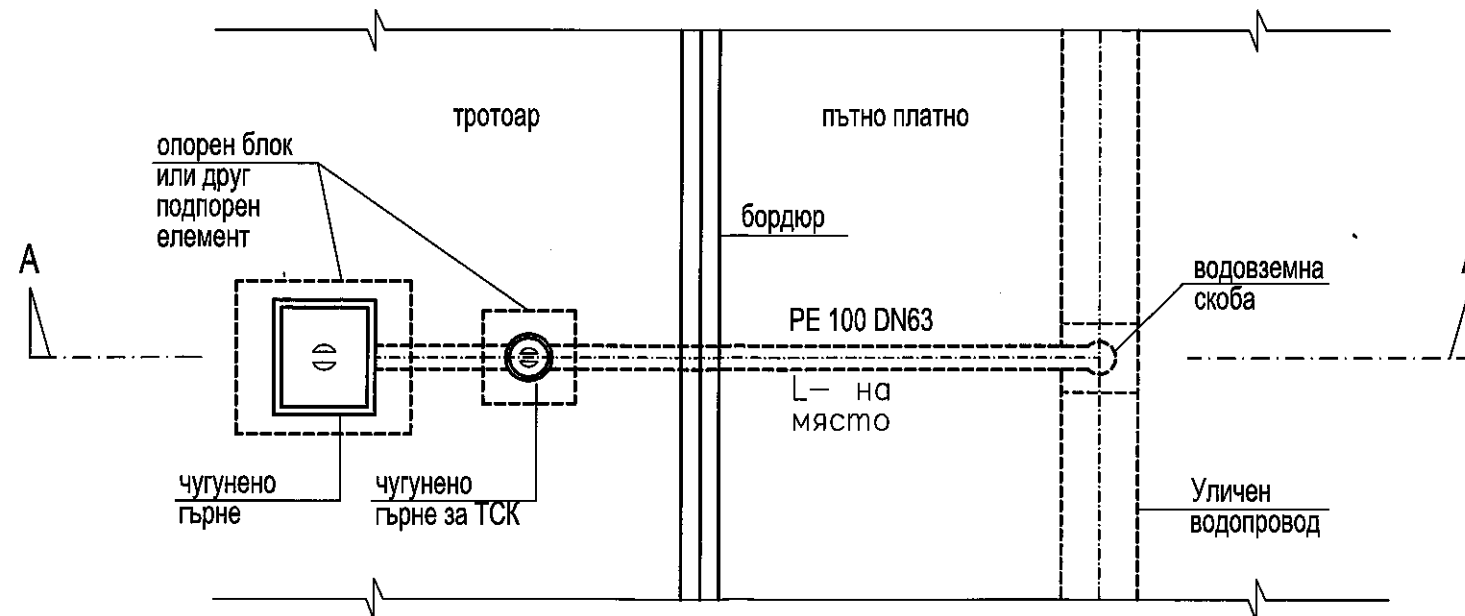 тротоар
пътно платно
опорен блок
или друг
подпорен
елемент
бордюр
А
водовземна
скоба
PE 100 DN63
L– на
място
чугунено
гърне
чугунено
гърне за ТСК
Уличен
водопровод